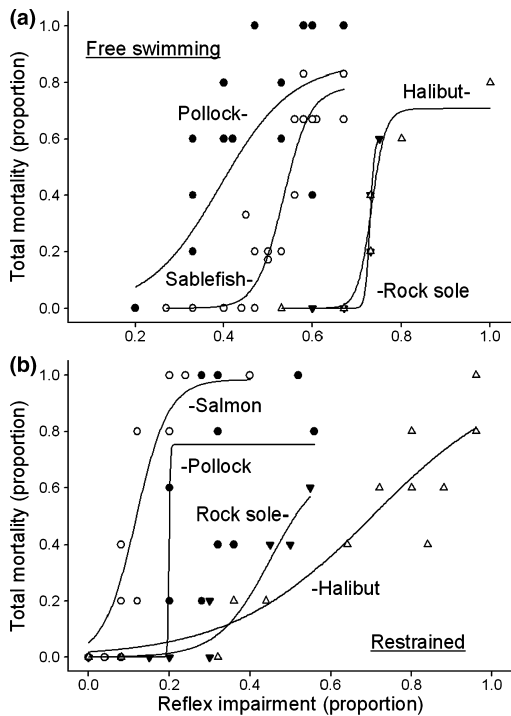 (a)
Free swimming
Total mortality (proportion)
1.0
0.8
0.6
0.4
0.2
0.0
Pollock-
Halibut-
Sablefish-
-Rock sole
0.2 0.4 0.6 0.8 1.0
(b)
Total mortality (proportion)
1.0
0.8
0.6
0.4
0.2
0.0
-Salmon
-Pollock
Rock sole-
-Halibut
Restrained
0.0 0.2 0.4 0.6 0.8 1.0
Reflex impairment (proportion)